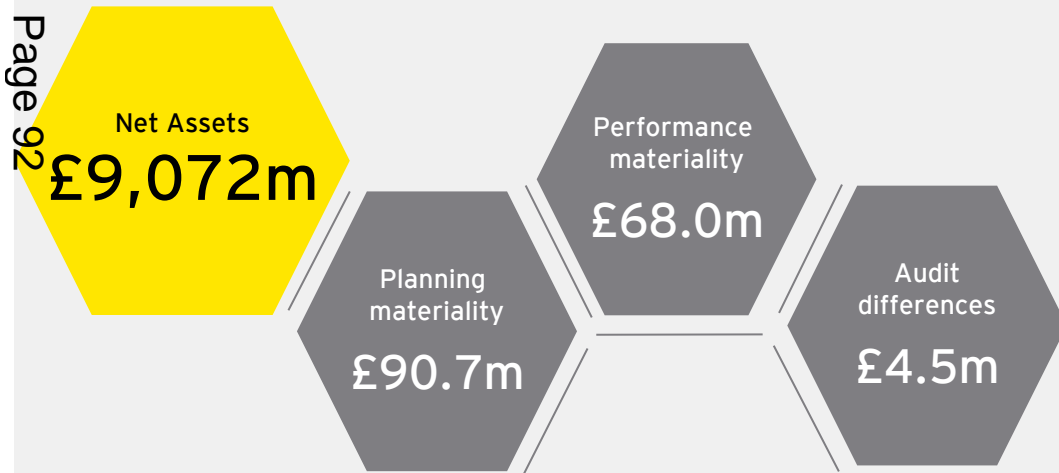 Page 92
Net Assets
£9,072m
Planning
materiality
£90.7m
Performance
materiality
£68.0m
Audit
differences
£4.5m